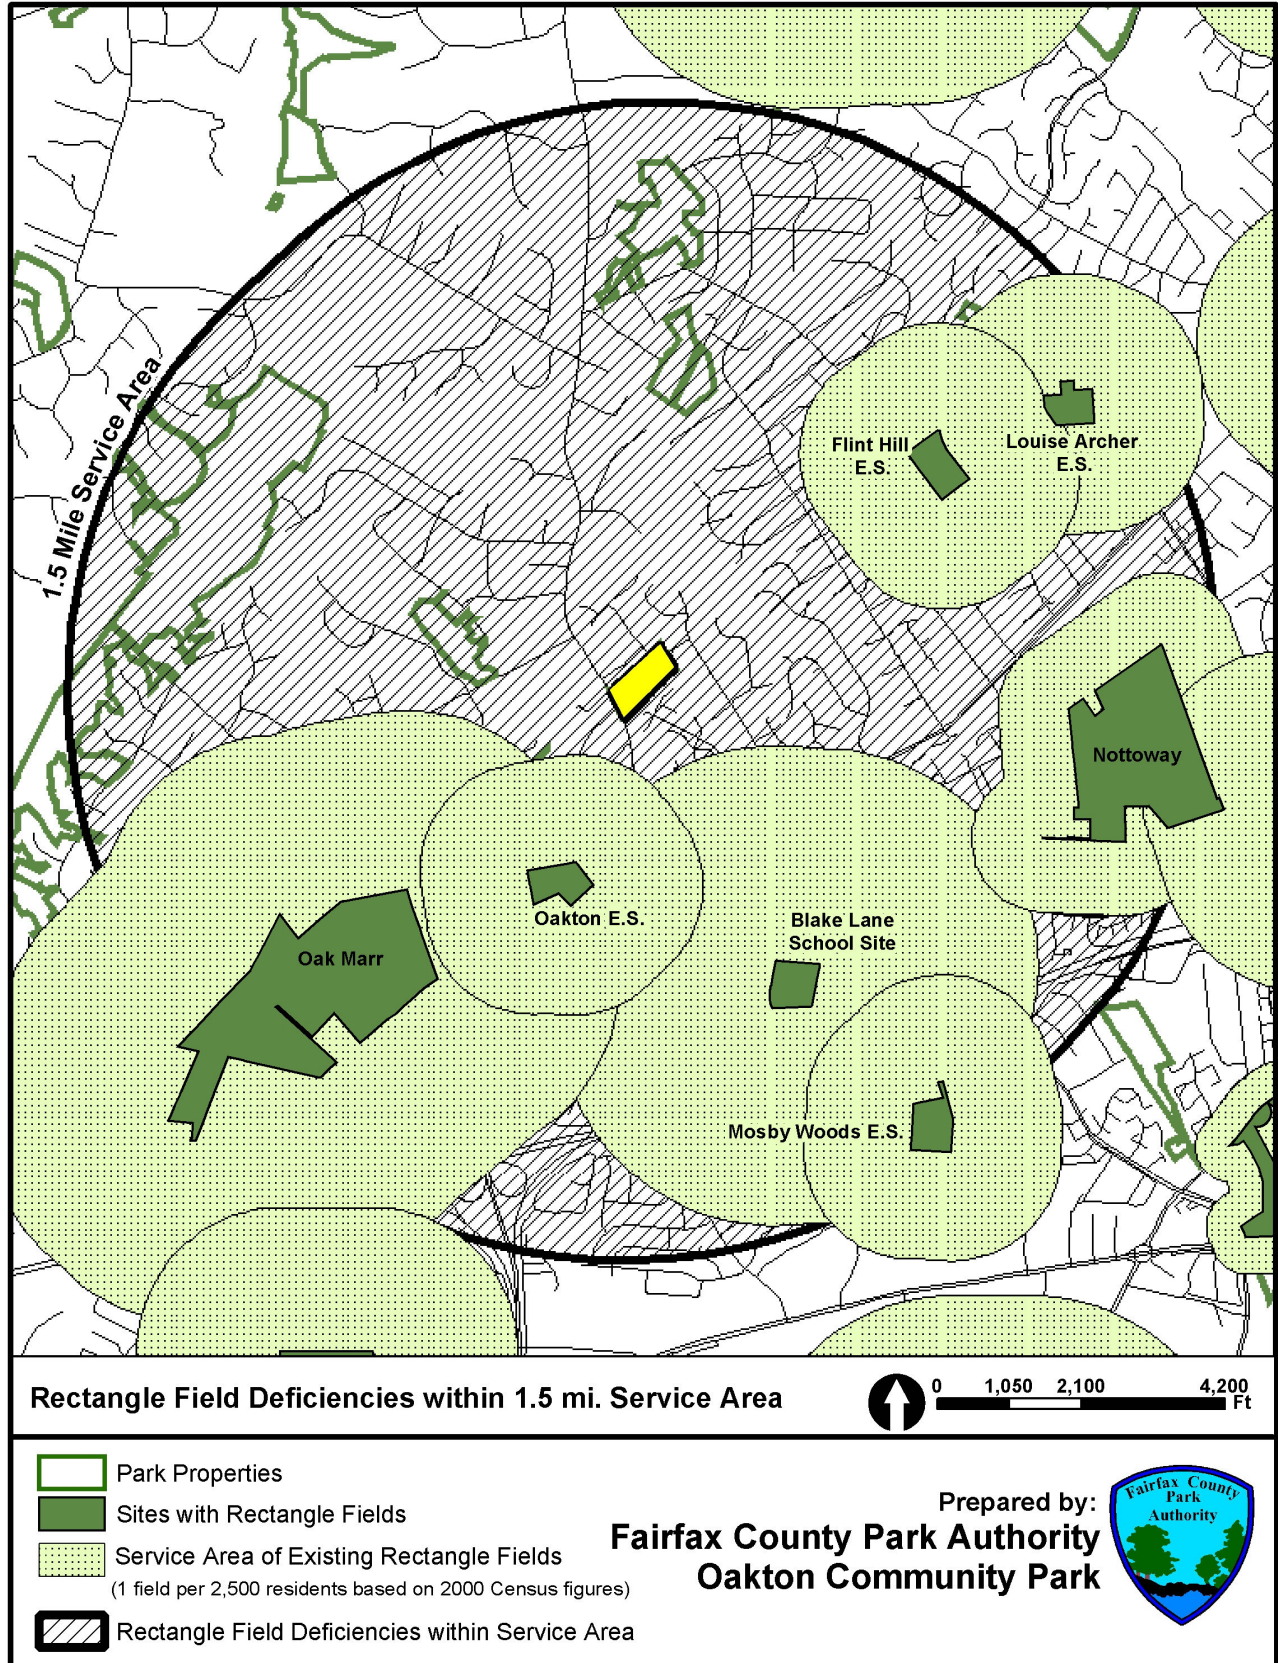 1.5 Mile Service Area
Flint Hill
E.S.
Louise Archer
E.S.
Nottoway
Oakton E.S.
Blake Lane
School Site
Oak Marr
Mosby Woods E.S.
Rectangle Field Deficiencies within 1.5 mi. Service Area
0 1,050 2,100 4,200
Ft
Park Properties
Sites with Rectangle Fields
Service Area of Existing Rectangle Fields
(1 field per 2,500 residents based on 2000 Census figures)
Rectangle Field Deficiencies within Service Area
Prepared by:
Fairfax County Park Authority
Oakton Community Park
Fairfax County
Park
Authority